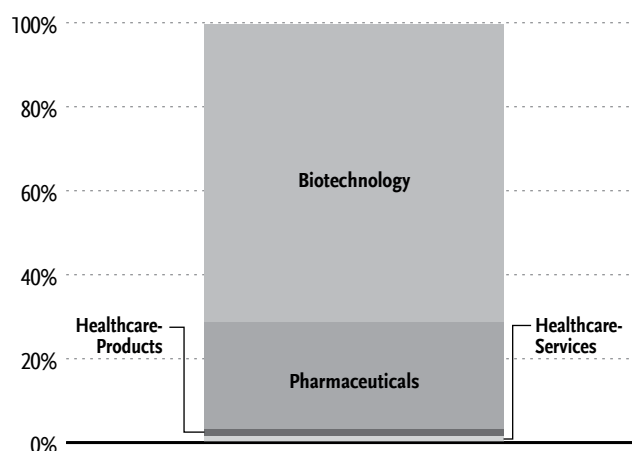 100%
80%
Biotechnology
60%
40%
Healthcare-
Products
Healthcare-
Services
20%
Pharmaceuticals
0%